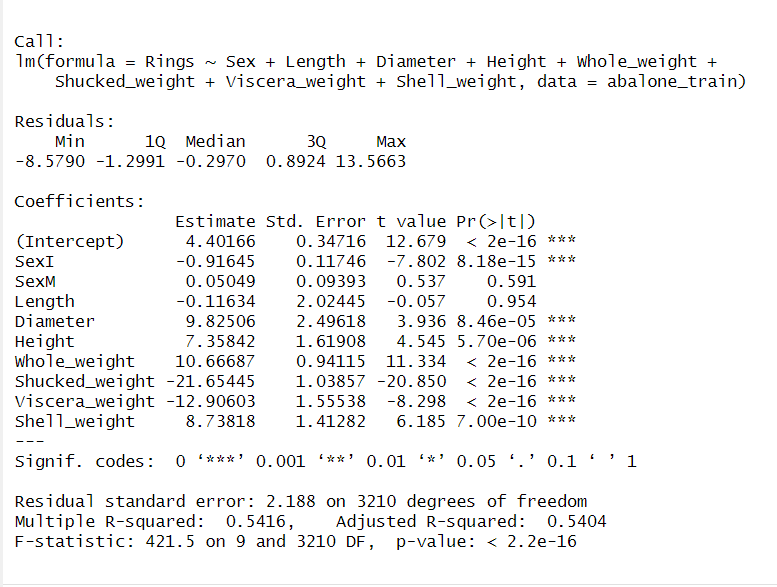 Call:
lm(formula = Rings ~ Sex + Length + Diameter + Height + Whole_weight +
    Shucked_weight + Viscera_weight + Shell_weight, data = abalone_train)

Residuals:
    Min      1Q  Median      3Q     Max
-8.5790 -1.2991 -0.2970  0.8924 13.5663

Coefficients:
                Estimate Std. Error t value Pr(>|t|)
(Intercept)      4.40166    0.34716  12.679  < 2e-16 ***
SexI            -0.91645    0.11746  -7.802 8.18e-15 ***
SexM             0.05049    0.09393   0.537    0.591
Length          -0.11634    2.02445  -0.057    0.954
Diameter         9.82506    2.49618   3.936 8.46e-05 ***
Height           7.35842    1.61908   4.545 5.70e-06 ***
Whole_weight    10.66687    0.94115  11.334  < 2e-16 ***
Shucked_weight -21.65445    1.03857 -20.850  < 2e-16 ***
Viscera_weight -12.90603    1.55538  -8.298  < 2e-16 ***
Shell_weight     8.73818    1.41282   6.185 7.00e-10 ***
---
Signif. codes:  0 ‘***’ 0.001 ‘**’ 0.01 ‘*’ 0.05 ‘.’ 0.1 ‘ ’ 1

Residual standard error: 2.188 on 3210 degrees of freedom
Multiple R-squared:  0.5416,    Adjusted R-squared:  0.5404
F-statistic: 421.5 on 9 and 3210 DF,  p-value: < 2.2e-16